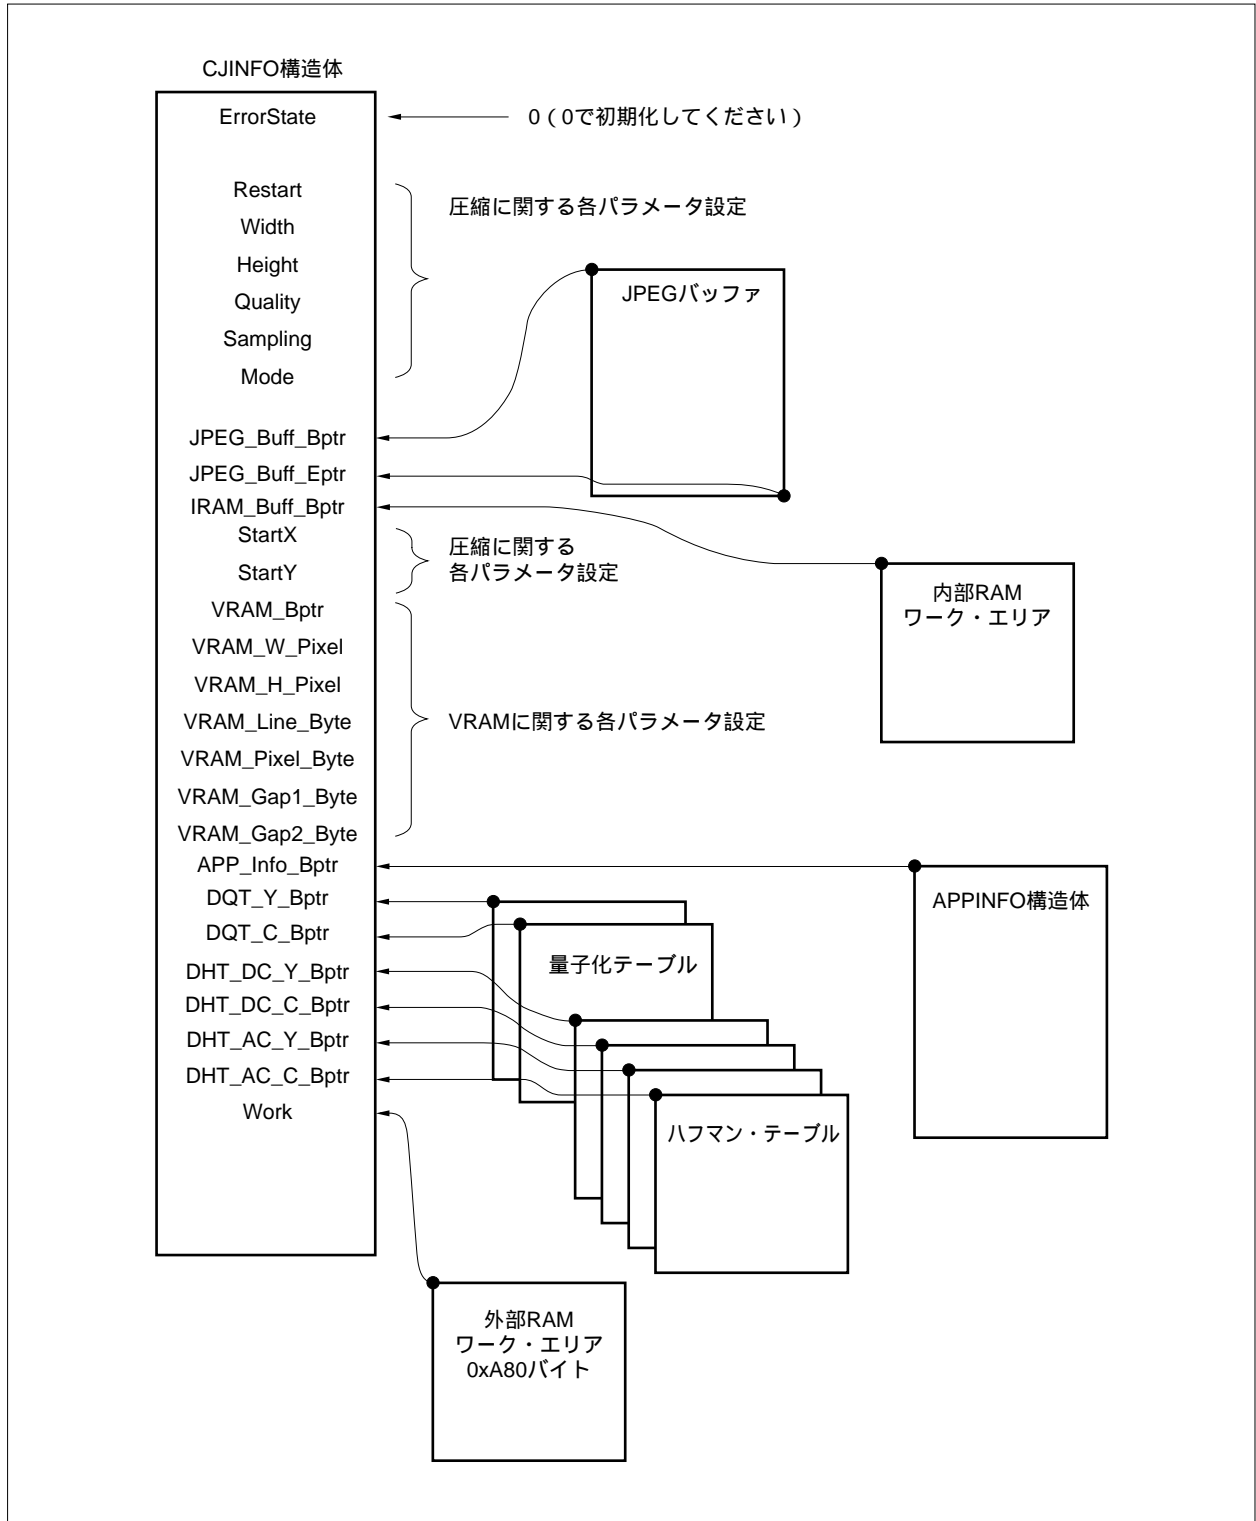 CJINFO構造体
ErrorState
0（0で初期化してください）
Restart
Width
Height
Quality
Sampling
Mode
圧縮に関する各パラメータ設定
JPEGバッファ
JPEG_Buff_Bptr
JPEG_Buff_Eptr
IRAM_Buff_Bptr
StartX
StartY
圧縮に関する
各パラメータ設定
内部RAM
ワーク・エリア
VRAM_Bptr
VRAM_W_Pixel
VRAM_H_Pixel
VRAM_Line_Byte
VRAM_Pixel_Byte
VRAM_Gap1_Byte
VRAM_Gap2_Byte
VRAMに関する各パラメータ設定
APP_Info_Bptr
APPINFO構造体
DQT_Y_Bptr
DQT_C_Bptr
量子化テーブル
DHT_DC_Y_Bptr
DHT_DC_C_Bptr
DHT_AC_Y_Bptr
DHT_AC_C_Bptr
ハフマン・テーブル
Work
外部RAM
ワーク・エリア
0xA80バイト